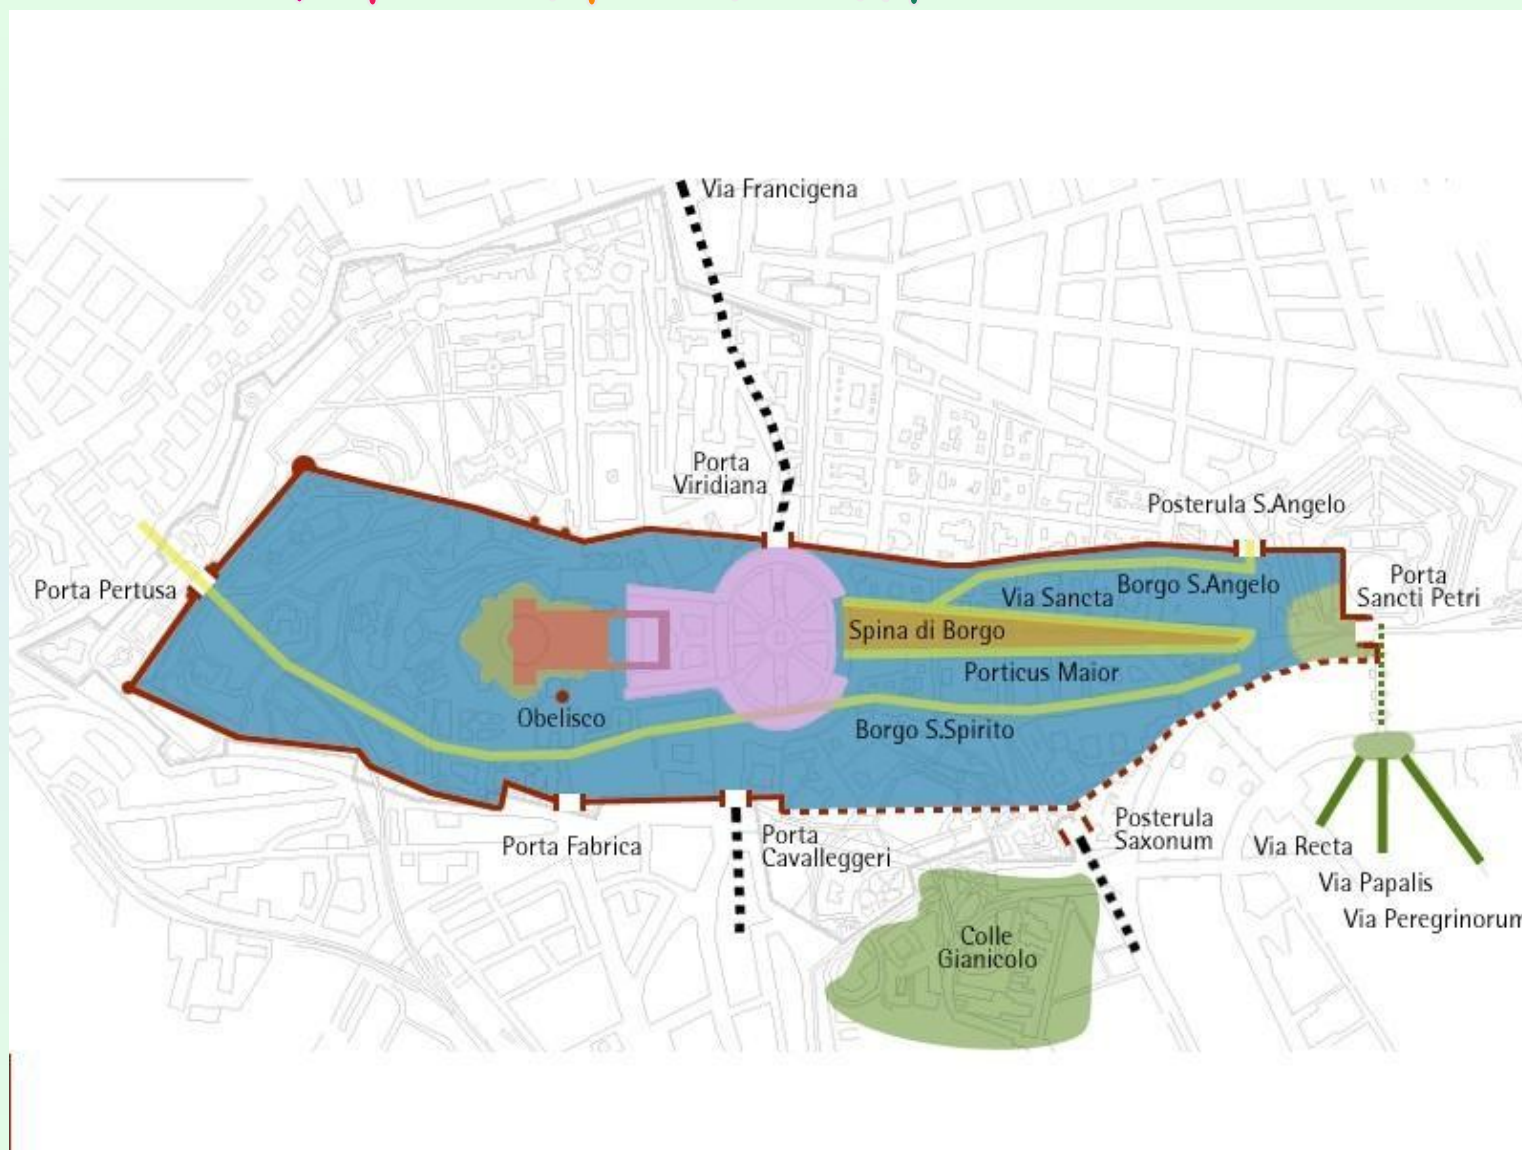 Via Francigena
Porta
Viridiana
Posterula S.Angelo
Porta Pertusa
Porta
Sancti Petri
Borgo S.Angelo
Via Sancta
Spina di Borgo
Porticus Maior
Obelisco
Borgo S.Spirito
Porta Fabrica
Porta
Cavalleggeri
Posterula
Saxonum
Via Recta
Via Papalis
Via Peregrinorum
Colle
Gianicolo